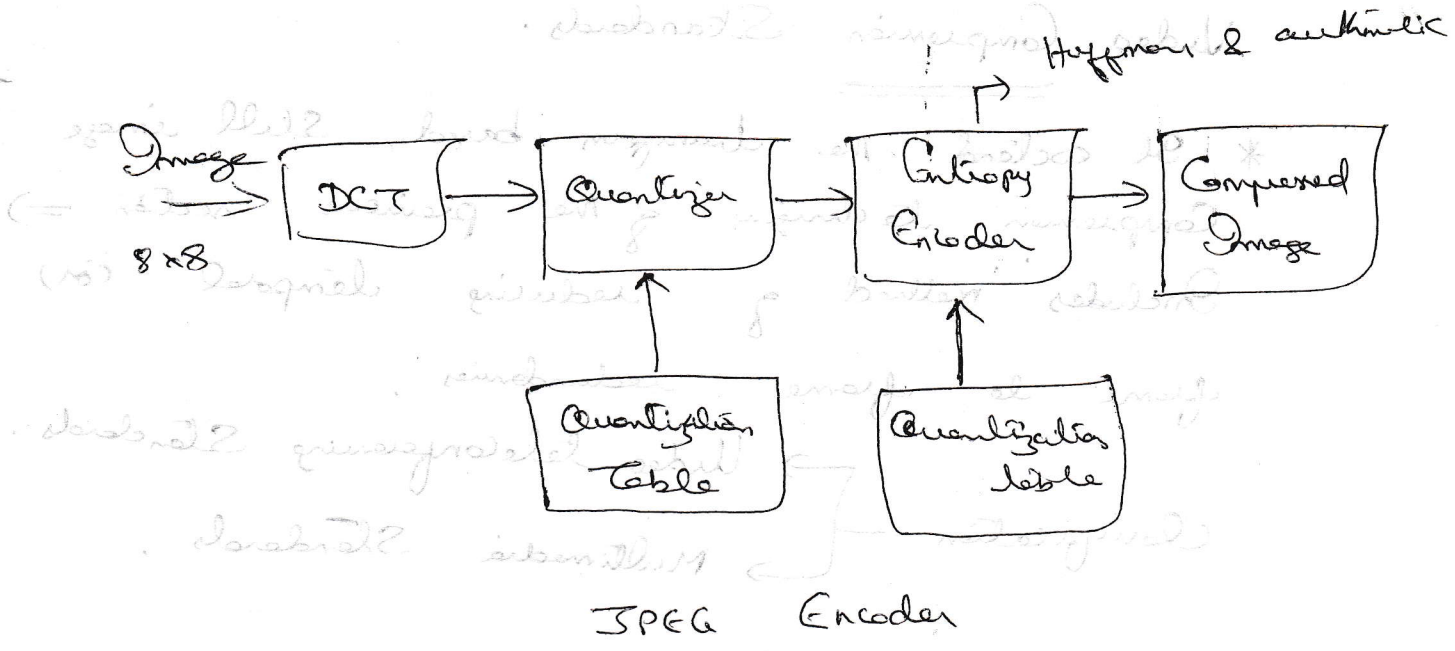 Huffman & arithmetic
Image
8x8
DCT
Quantizer
Entropy
Encoder
Compressed
Image
Quantization
Table
Quantization
table
JPEG Encoder